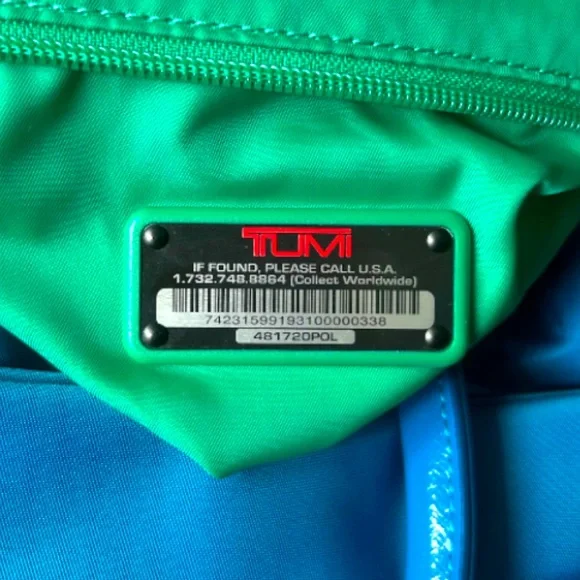 TUMI
IF FOUND, PLEASE CALL U.S.A.
1.732.748.8864 (Collect Worldwide)
74231599193100000338
481720POL